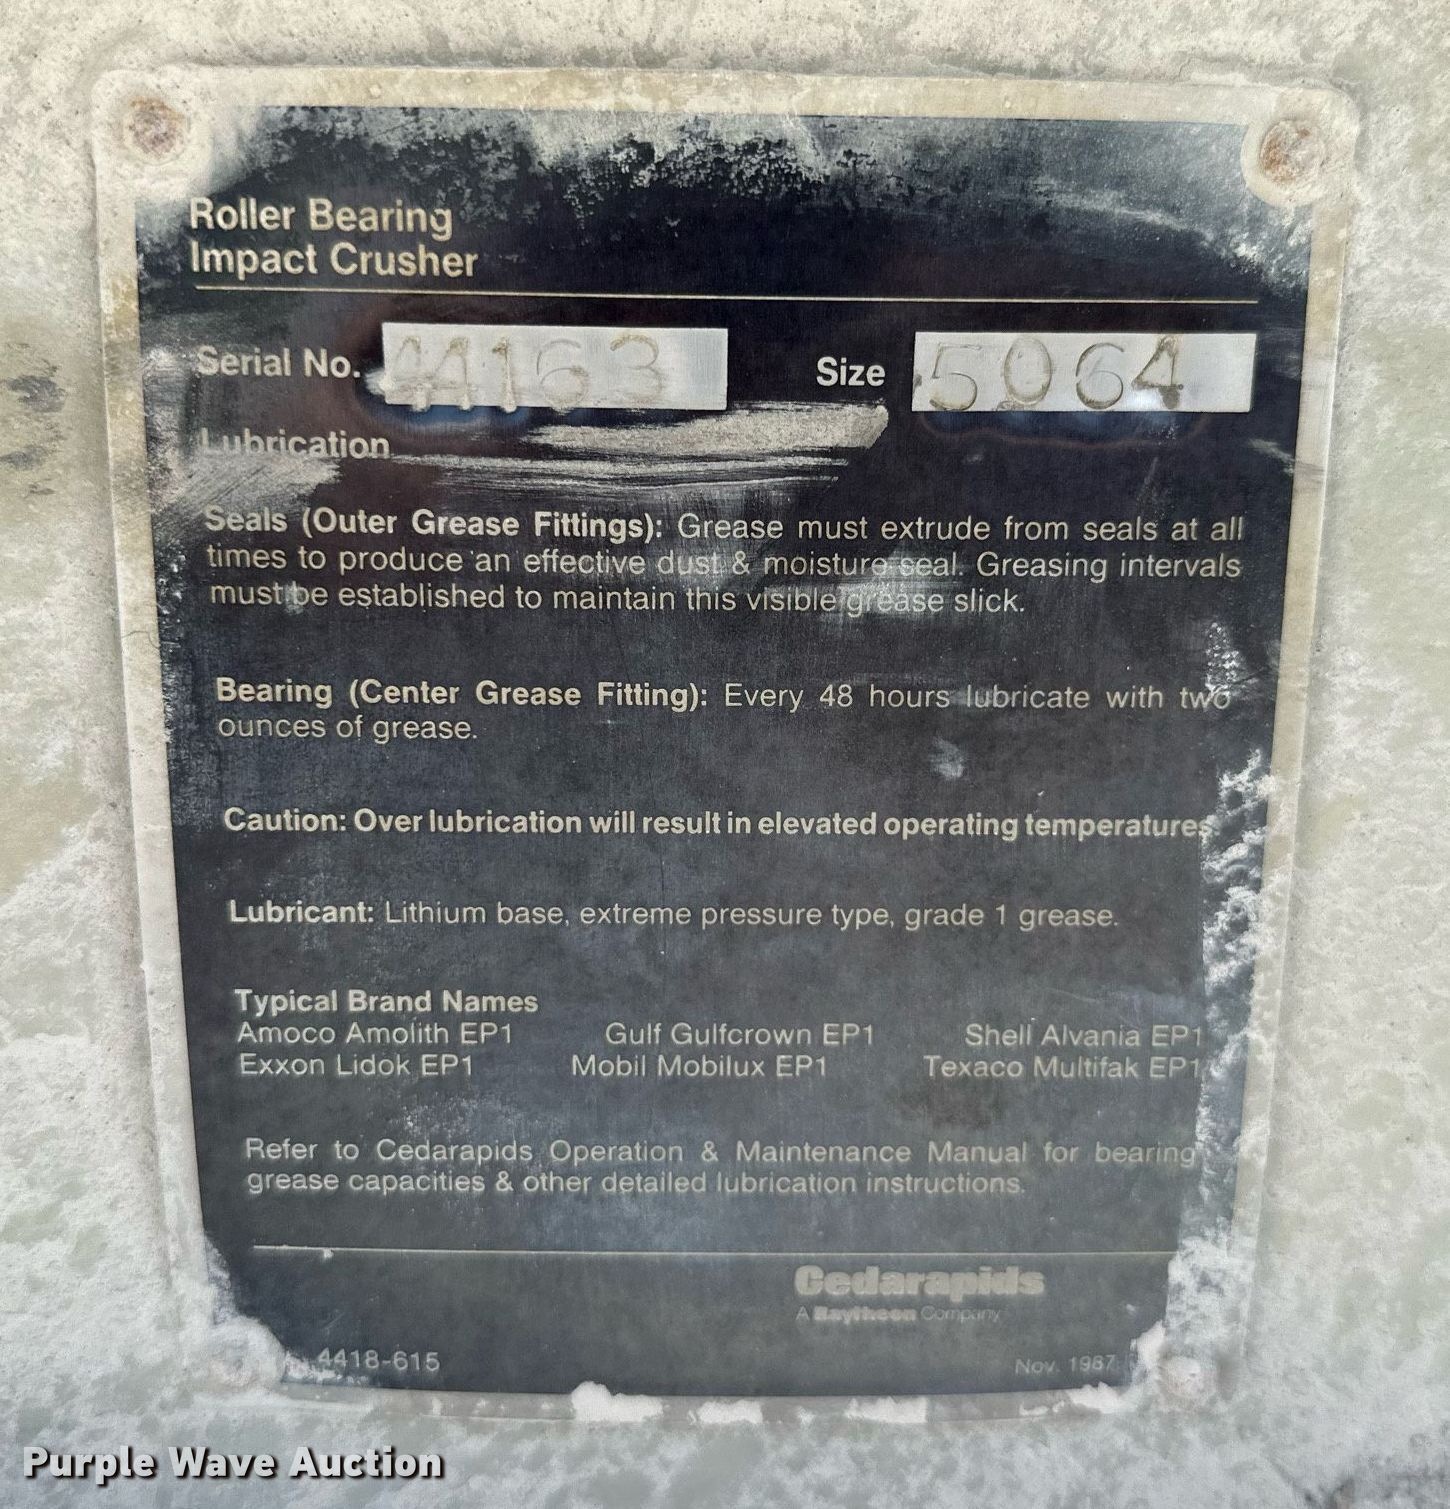 Roller Bearing
Impact Crusher
Serial No. 44163 Size 5064
Lubrication
Seals (Outer Grease Fittings): Grease must extrude from seals at all
times to produce an effective dust & moisture seal. Greasing intervals
must be established to maintain this visible grease slick.
Bearing (Center Grease Fitting): Every 48 hours lubricate with two
ounces of grease.
Caution: Over lubrication will result in elevated operating temperatures
Lubricant: Lithium base, extreme pressure type, grade 1 grease.
Typical Brand Names
Amoco Amolith EP1 Gulf Gulfcrown EP1 Shell Alvania EP1
Exxon Lidok EP1 Mobil Mobilux EP1 Texaco Multifak EP1
Refer to Cedarapids Operation & Maintenance Manual for bearing
grease capacities & other detailed lubrication instructions.
Cedarapids
A Raytheon Company
4418-615 Nov. 1987
Purple Wave Auction